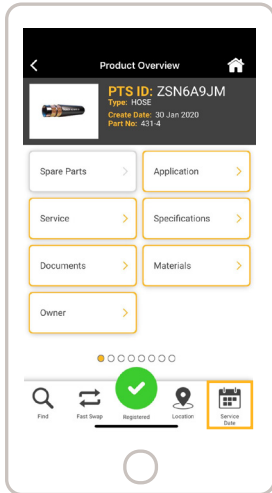 Product Overview
PTS ID: ZSN6A9JM
Type: HOSE
Create Date: 30 Jan 2020
Part No: 431-4
Spare Parts
Application
Service
Specifications
Documents
Materials
Owner
Find
Fast Swap
Registered
Location
Service
Date